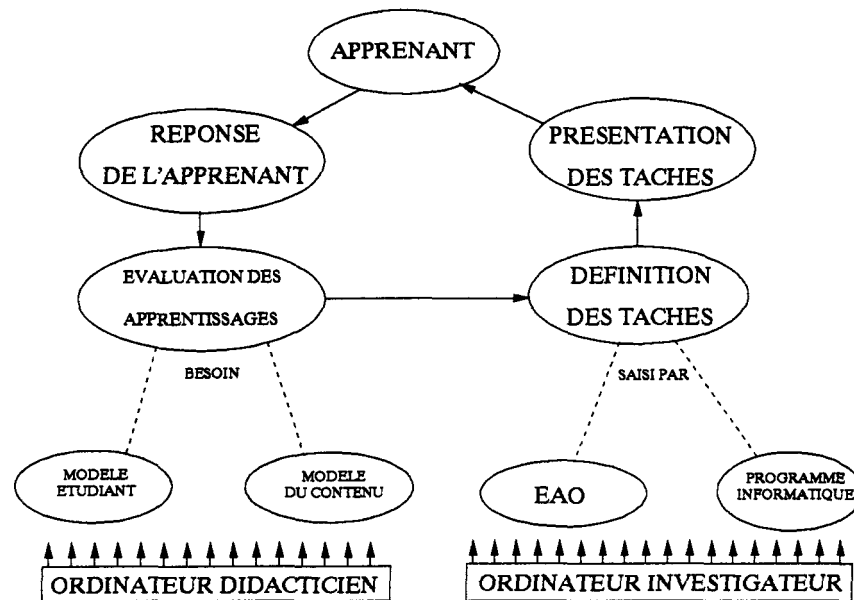 APPRENANT
REPONSE
DE L'APPRENANT
PRESENTATION
DES TACHES
EVALUATION DES
APPRENTISSAGES
DEFINITION
DES TACHES
BESOIN
SAISI PAR
MODELE
ETUDIANT
MODELE
DU CONTENU
EAO
PROGRAMME
INFORMATIQUE
ORDINATEUR DIDACTICIEN
ORDINATEUR INVESTIGATEUR